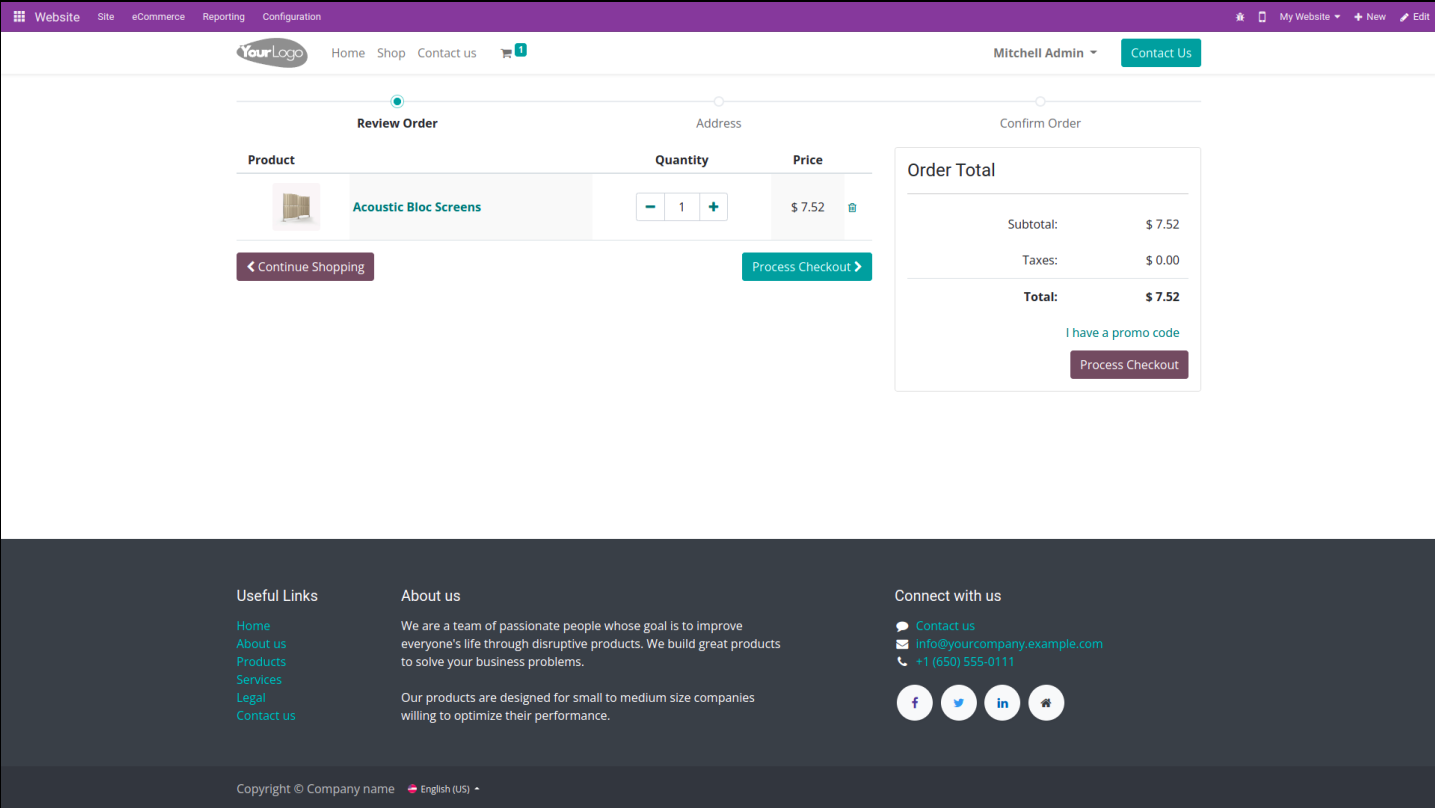 Website Site eCommerce Reporting Configuration My Website New Edit
YourLogo Home Shop Contact us 1 Mitchell Admin Contact Us
Review Order Address Confirm Order
Product Quantity Price
Acoustic Bloc Screens 1 $ 7.52
Continue Shopping Process Checkout
Order Total
Subtotal: $ 7.52
Taxes: $ 0.00
Total: $ 7.52
I have a promo code
Process Checkout
Useful Links
Home
About us
Products
Services
Legal
Contact us
About us
We are a team of passionate people whose goal is to improve
everyone's life through disruptive products. We build great products
to solve your business problems.
Our products are designed for small to medium size companies
willing to optimize their performance.
Connect with us
Contact us
info@yourcompany.example.com
+1 (650) 555-0111
Copyright © Company name English (US)